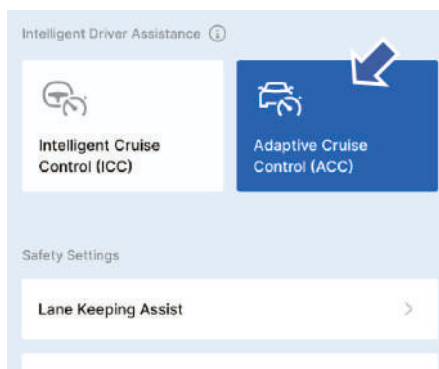 Intelligent Driver Assistance
Intelligent Cruise
Control (ICC)
Adaptive Cruise
Control (ACC)
Safety Settings
Lane Keeping Assist